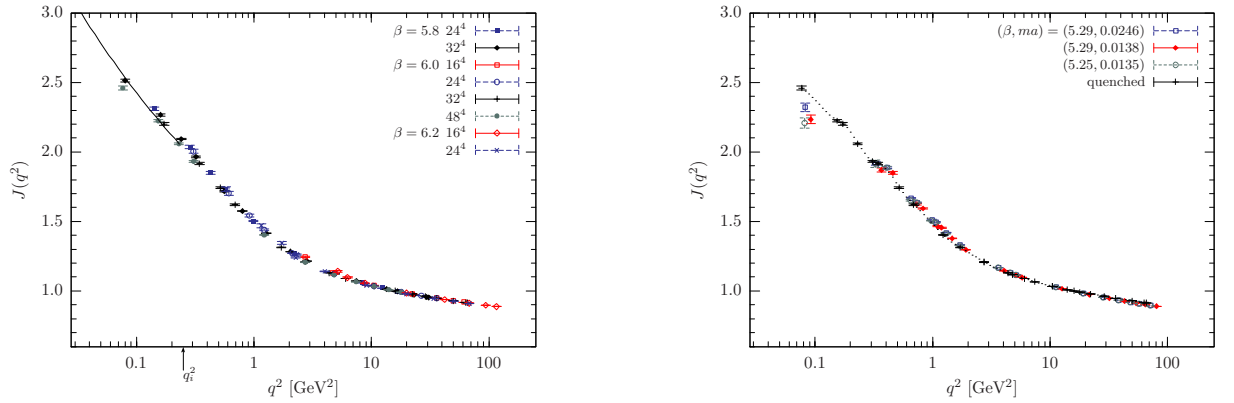 3.0
2.5
2.0
1.5
1.0
J(q²)
0.1
1
10
100
q² [GeV²]
q_i²
β = 5.8 24⁴
32⁴
β = 6.0 16⁴
24⁴
32⁴
48⁴
β = 6.2 16⁴
24⁴
3.0
2.5
2.0
1.5
1.0
J(q²)
0.1
1
10
100
q² [GeV²]
(β, ma) = (5.29, 0.0246)
(5.29, 0.0138)
(5.25, 0.0135)
quenched